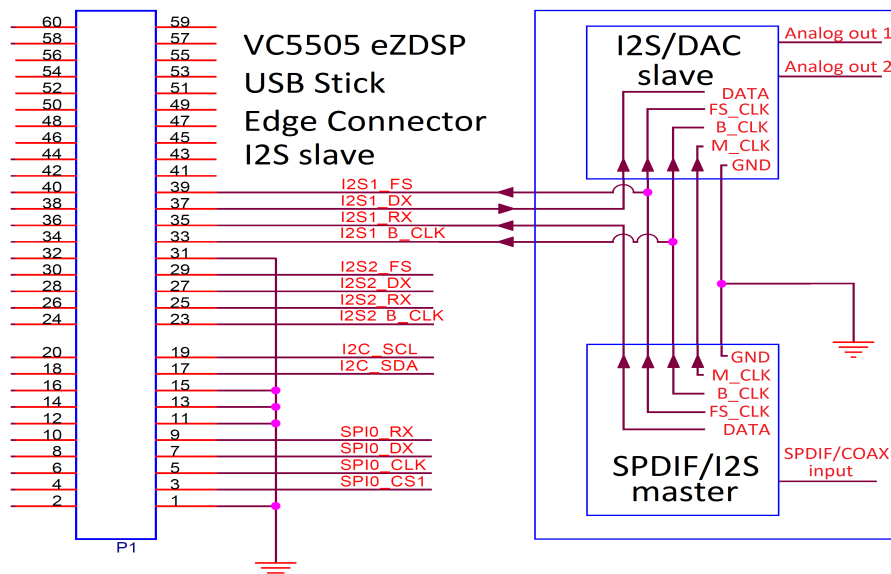 60 59
58 57
56 55
54 53
52 51
50 49
48 47
46 45
44 43
42 41
40 39 I2S1_FS
38 37 I2S1_DX
36 35 I2S1_RX
34 33 I2S1_B_CLK
32 31
30 29 I2S2_FS
28 27 I2S2_DX
26 25 I2S2_RX
24 23 I2S2_B_CLK
20 19 I2C_SCL
18 17 I2C_SDA
16 15
14 13
12 11
10 9 SPI0_RX
8 7 SPI0_DX
6 5 SPI0_CLK
4 3 SPI0_CS1
2 1
P1
VC5505 eZDSP
USB Stick
Edge Connector
I2S slave
I2S/DAC
slave
DATA
FS_CLK
B_CLK
M_CLK
GND
Analog out 1
Analog out 2
GND
M_CLK
B_CLK
FS_CLK
DATA
SPDIF/I2S
master
SPDIF/COAX
input